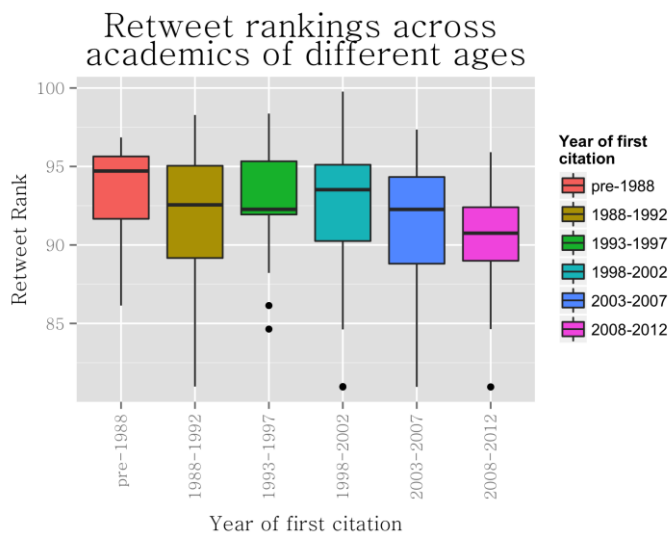 Retweet rankings across
academics of different ages
100
95
90
85
Retweet Rank
pre-1988
1988-1992
1993-1997
1998-2002
2003-2007
2008-2012
Year of first citation
Year of first
citation
pre-1988
1988-1992
1993-1997
1998-2002
2003-2007
2008-2012